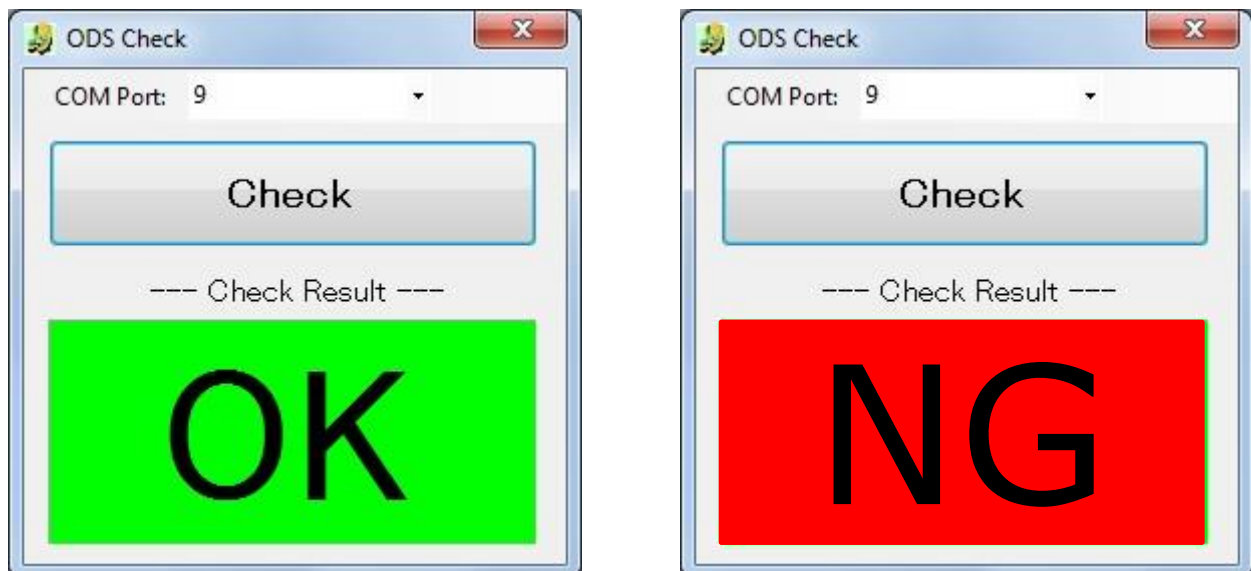 ODS Check
COM Port: 9
Check
--- Check Result ---
OK
ODS Check
COM Port: 9
Check
--- Check Result ---
NG